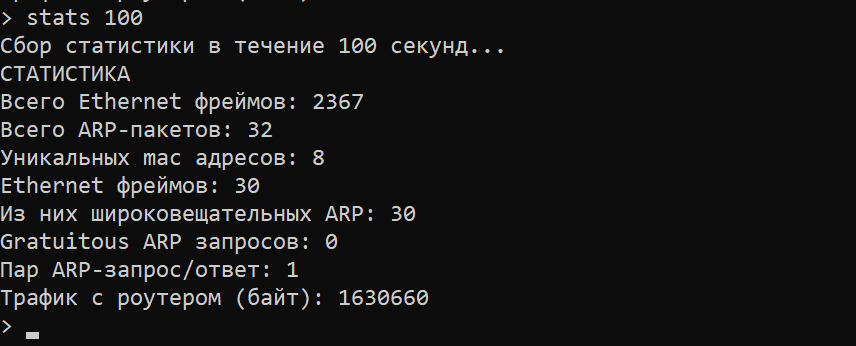 > stats 100
Сбор статистики в течение 100 секунд...
СТАТИСТИКА
Всего Ethernet фреймов: 2367
Всего ARP-пакетов: 32
Уникальных mac адресов: 8
Ethernet фреймов: 30
Из них широковещательных ARP: 30
Gratuitous ARP запросов: 0
Пар ARP-запрос/ответ: 1
Трафик с роутером (байт): 1630660
>